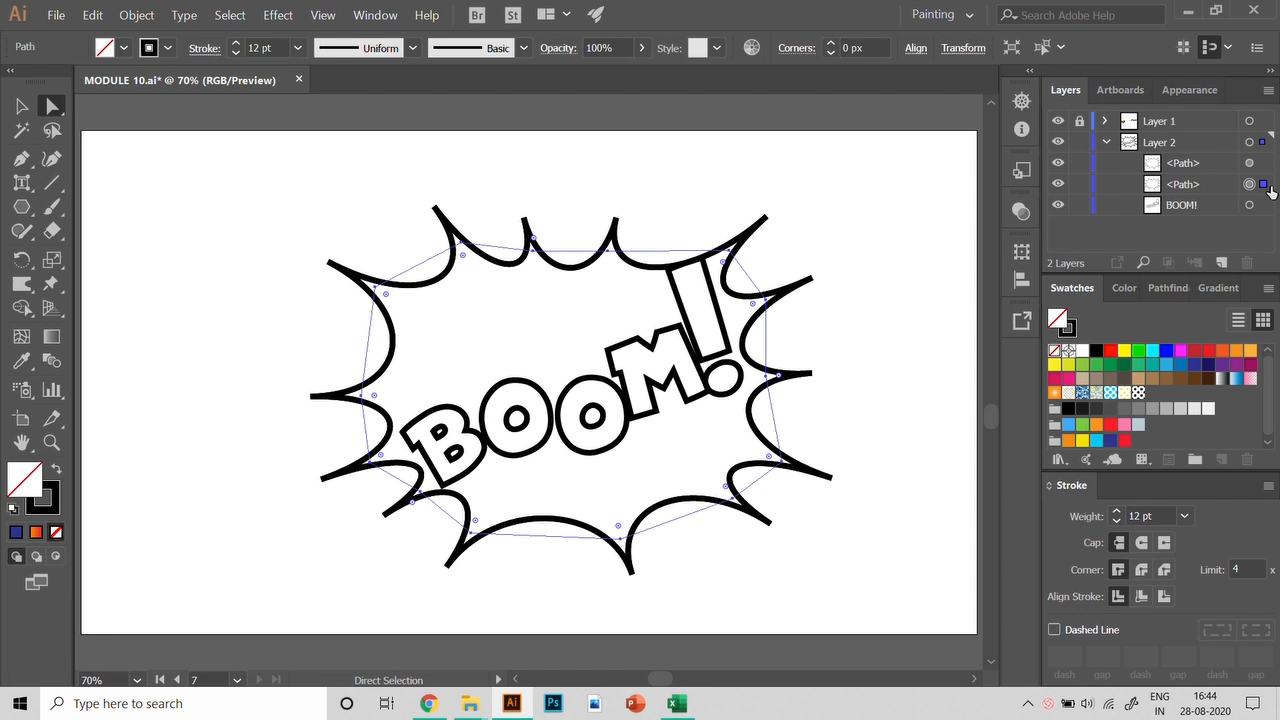 Ai File Edit Object Type Select Effect View Window Help Br St Painting Search Adobe Help
Path Stroke: 12 pt Uniform Basic Opacity: 100% Style: Corners: 0 px Align Transform
MODULE 10.ai* @ 70% (RGB/Preview)
Layers Artboards Appearance
Layer 1
Layer 2
<Path>
<Path>
BOOM!
2 Layers
Swatches Color Pathfind Gradient
BOOM!
Stroke
Weight: 12 pt
Cap:
Corner: Limit: 4 x
Align Stroke:
Dashed Line
dash gap dash gap dash gap
70% 7 Direct Selection
Type here to search Ai Ps ENG 16:44
IN 28-08-2020